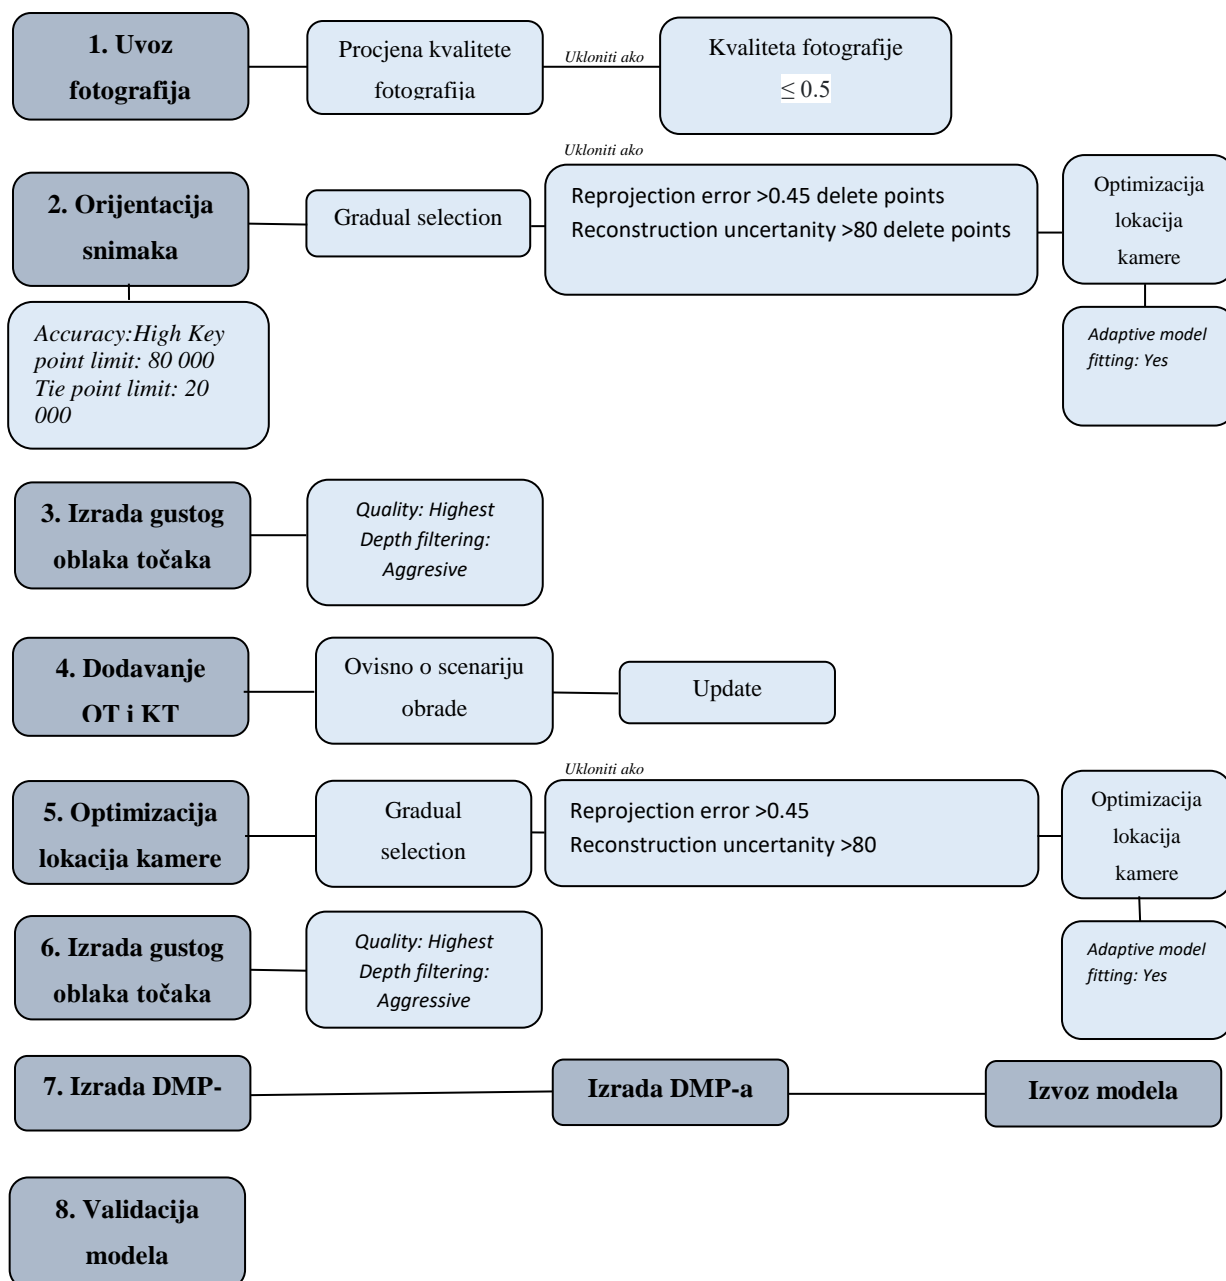 1. Uvoz
fotografija
Procjena kvalitete
fotografija
Ukloniti ako
Kvaliteta fotografije
≤ 0.5
2. Orijentacija
snimaka
Gradual selection
Ukloniti ako
Reprojection error >0.45 delete points
Reconstruction uncertanity >80 delete points
Optimizacija
lokacija
kamere
Accuracy:High Key
point limit: 80 000
Tie point limit: 20
000
Adaptive model
fitting: Yes
3. Izrada gustog
oblaka točaka
Quality: Highest
Depth filtering:
Aggresive
4. Dodavanje
OT i KT
Ovisno o scenariju
obrade
Update
5. Optimizacija
lokacija kamere
Gradual
selection
Ukloniti ako
Reprojection error >0.45
Reconstruction uncertanity >80
Optimizacija
lokacija
kamere
6. Izrada gustog
oblaka točaka
Quality: Highest
Depth filtering:
Aggressive
Adaptive model
fitting: Yes
7. Izrada DMP-
Izrada DMP-a
Izvoz modela
8. Validacija
modela